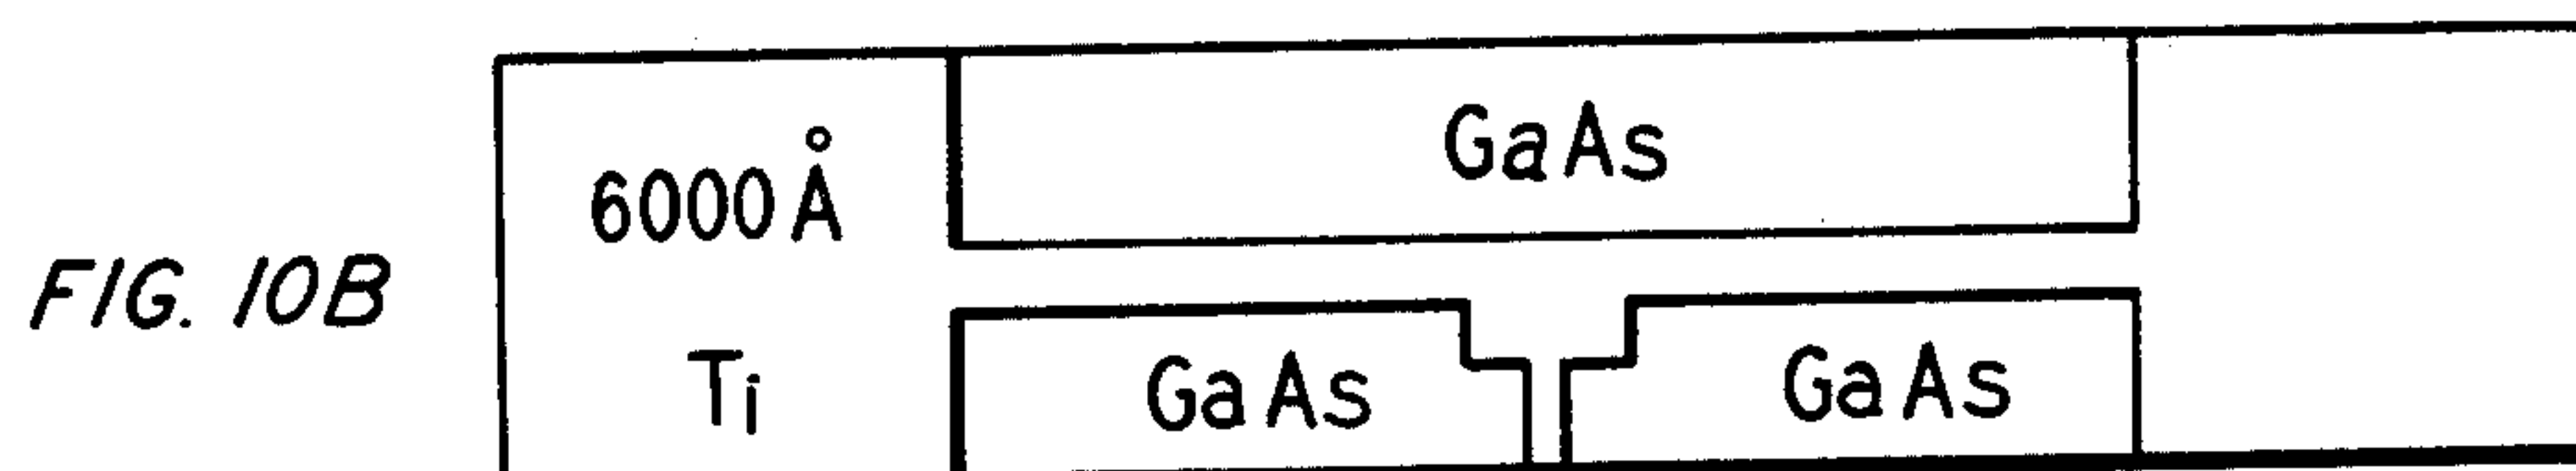 FIG. 10B
6000 Å
Ti
GaAs
GaAs
GaAs